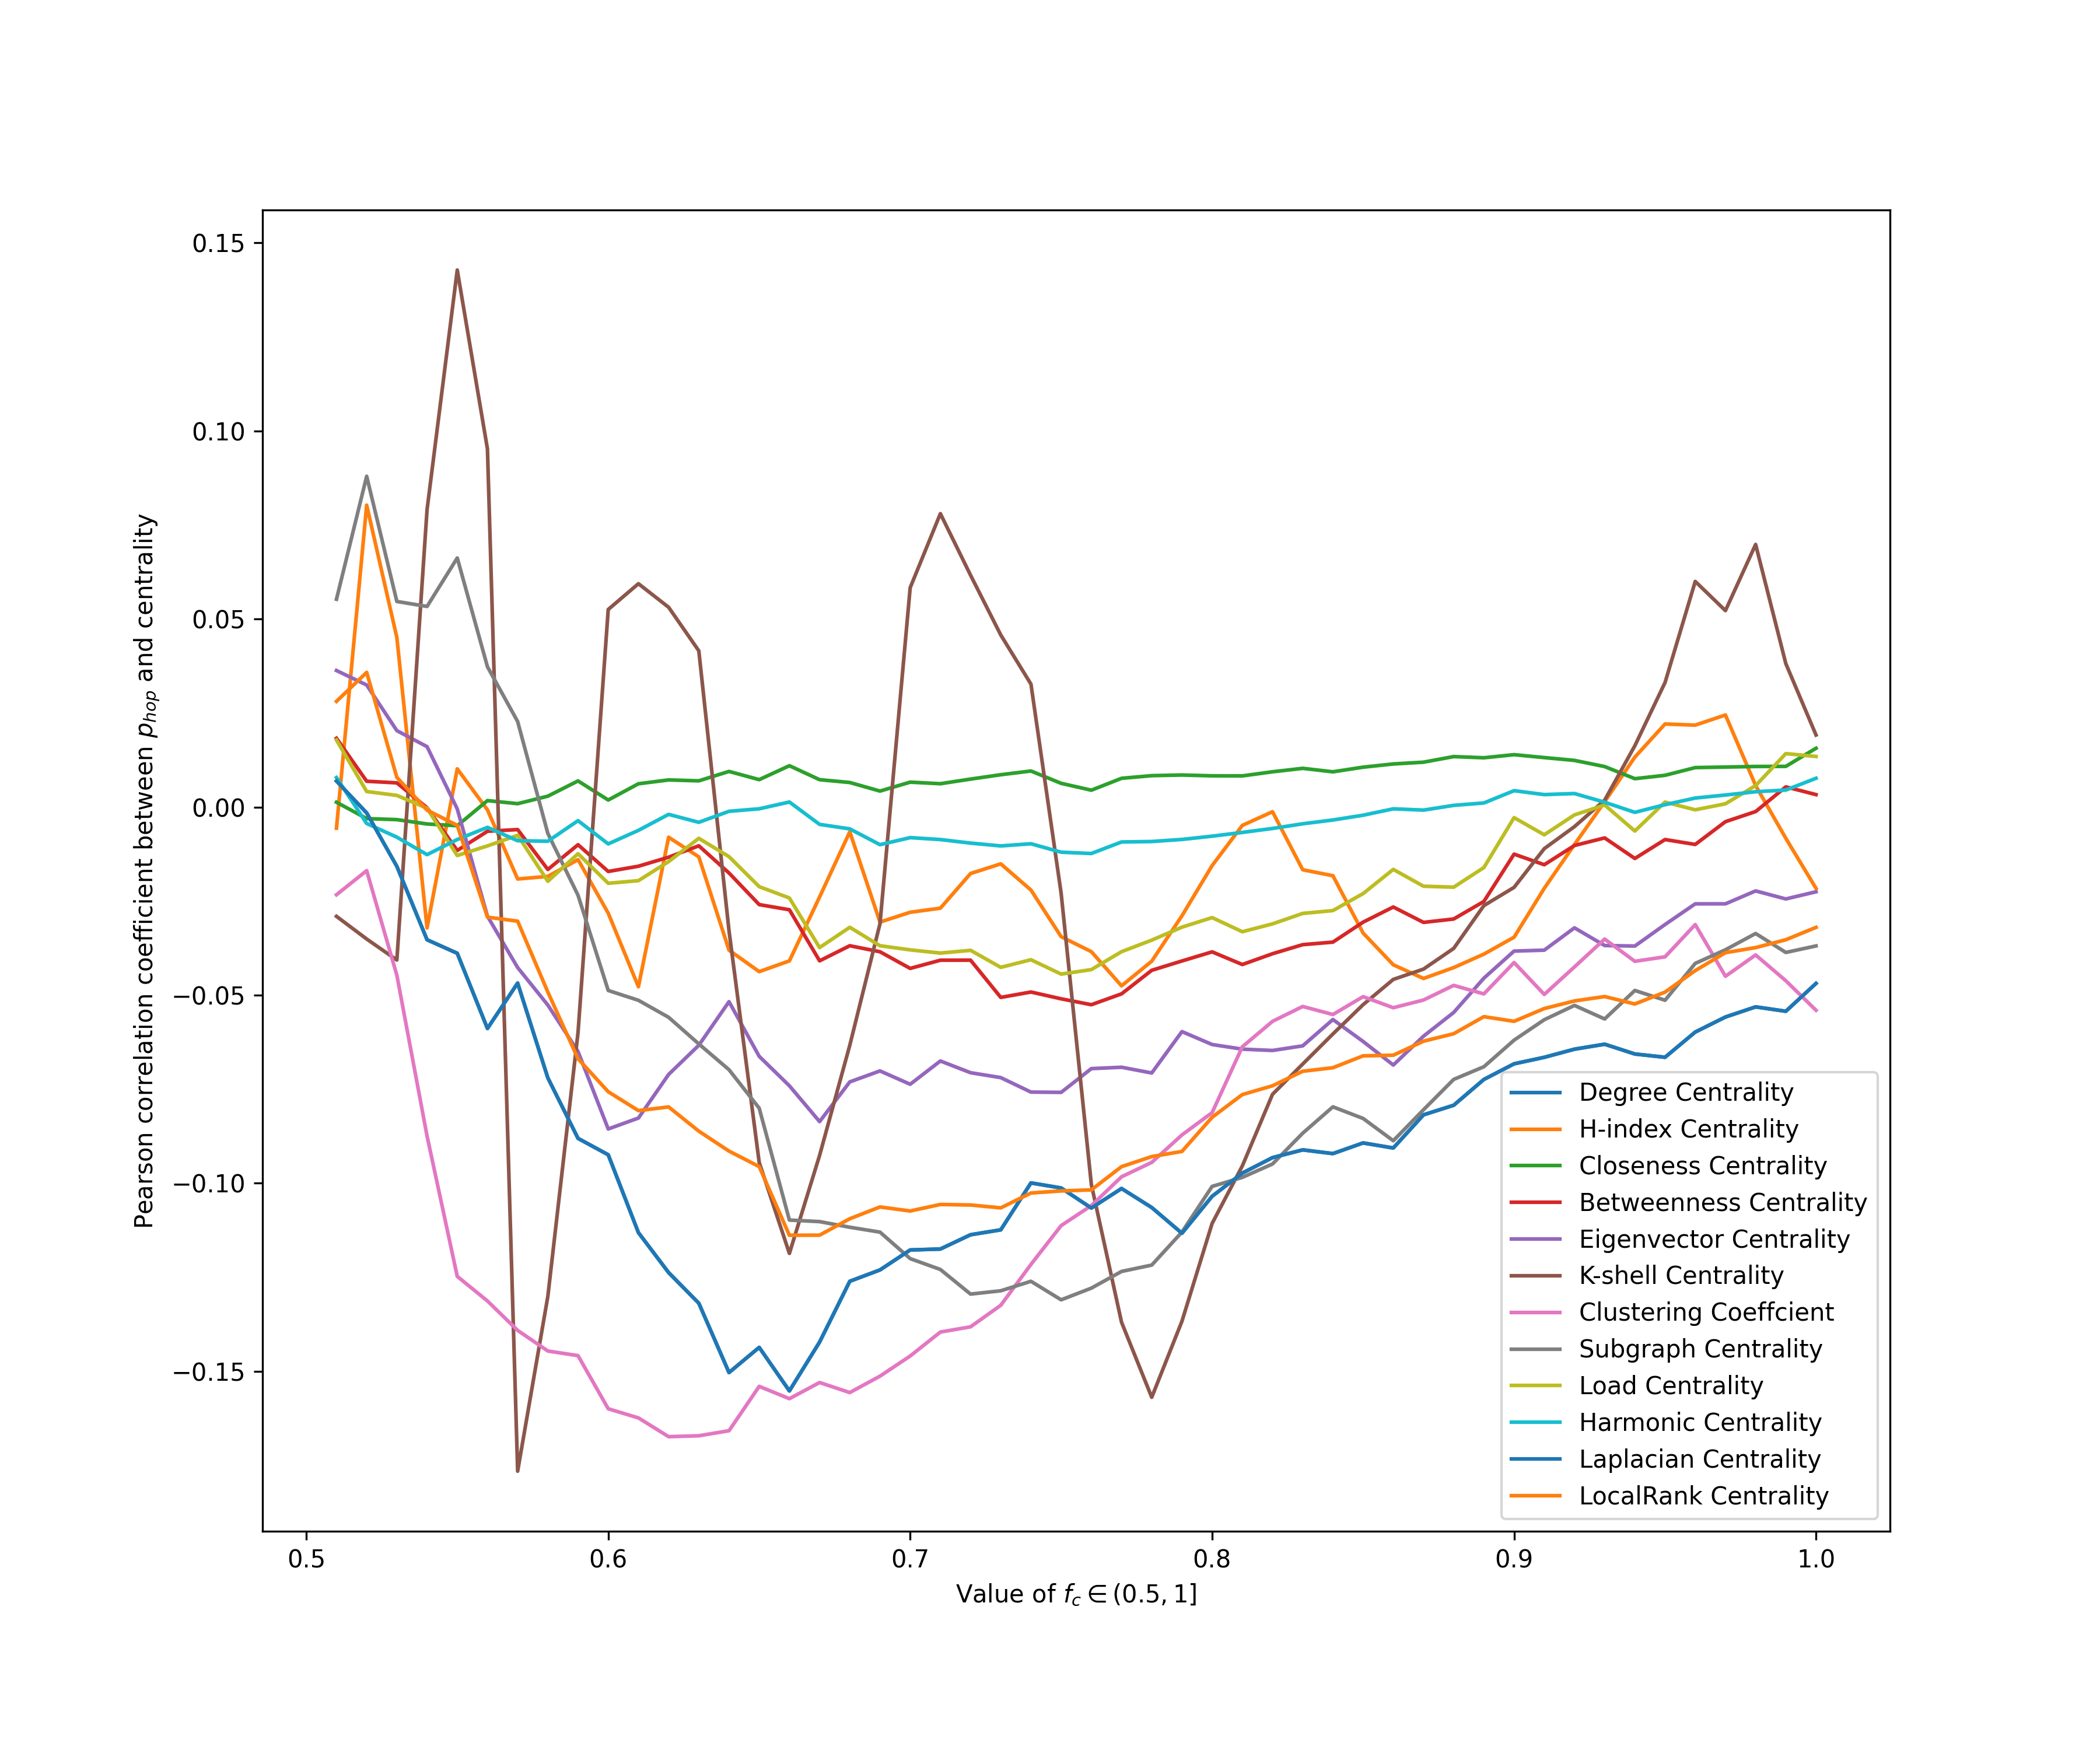 0.15
0.10
0.05
0.00
−0.05
−0.10
−0.15
Pearson correlation coefficient between p_hop and centrality
0.5 0.6 0.7 0.8 0.9 1.0
Value of f_c ∈ (0.5, 1]
Degree Centrality
H-index Centrality
Closeness Centrality
Betweenness Centrality
Eigenvector Centrality
K-shell Centrality
Clustering Coeffcient
Subgraph Centrality
Load Centrality
Harmonic Centrality
Laplacian Centrality
LocalRank Centrality